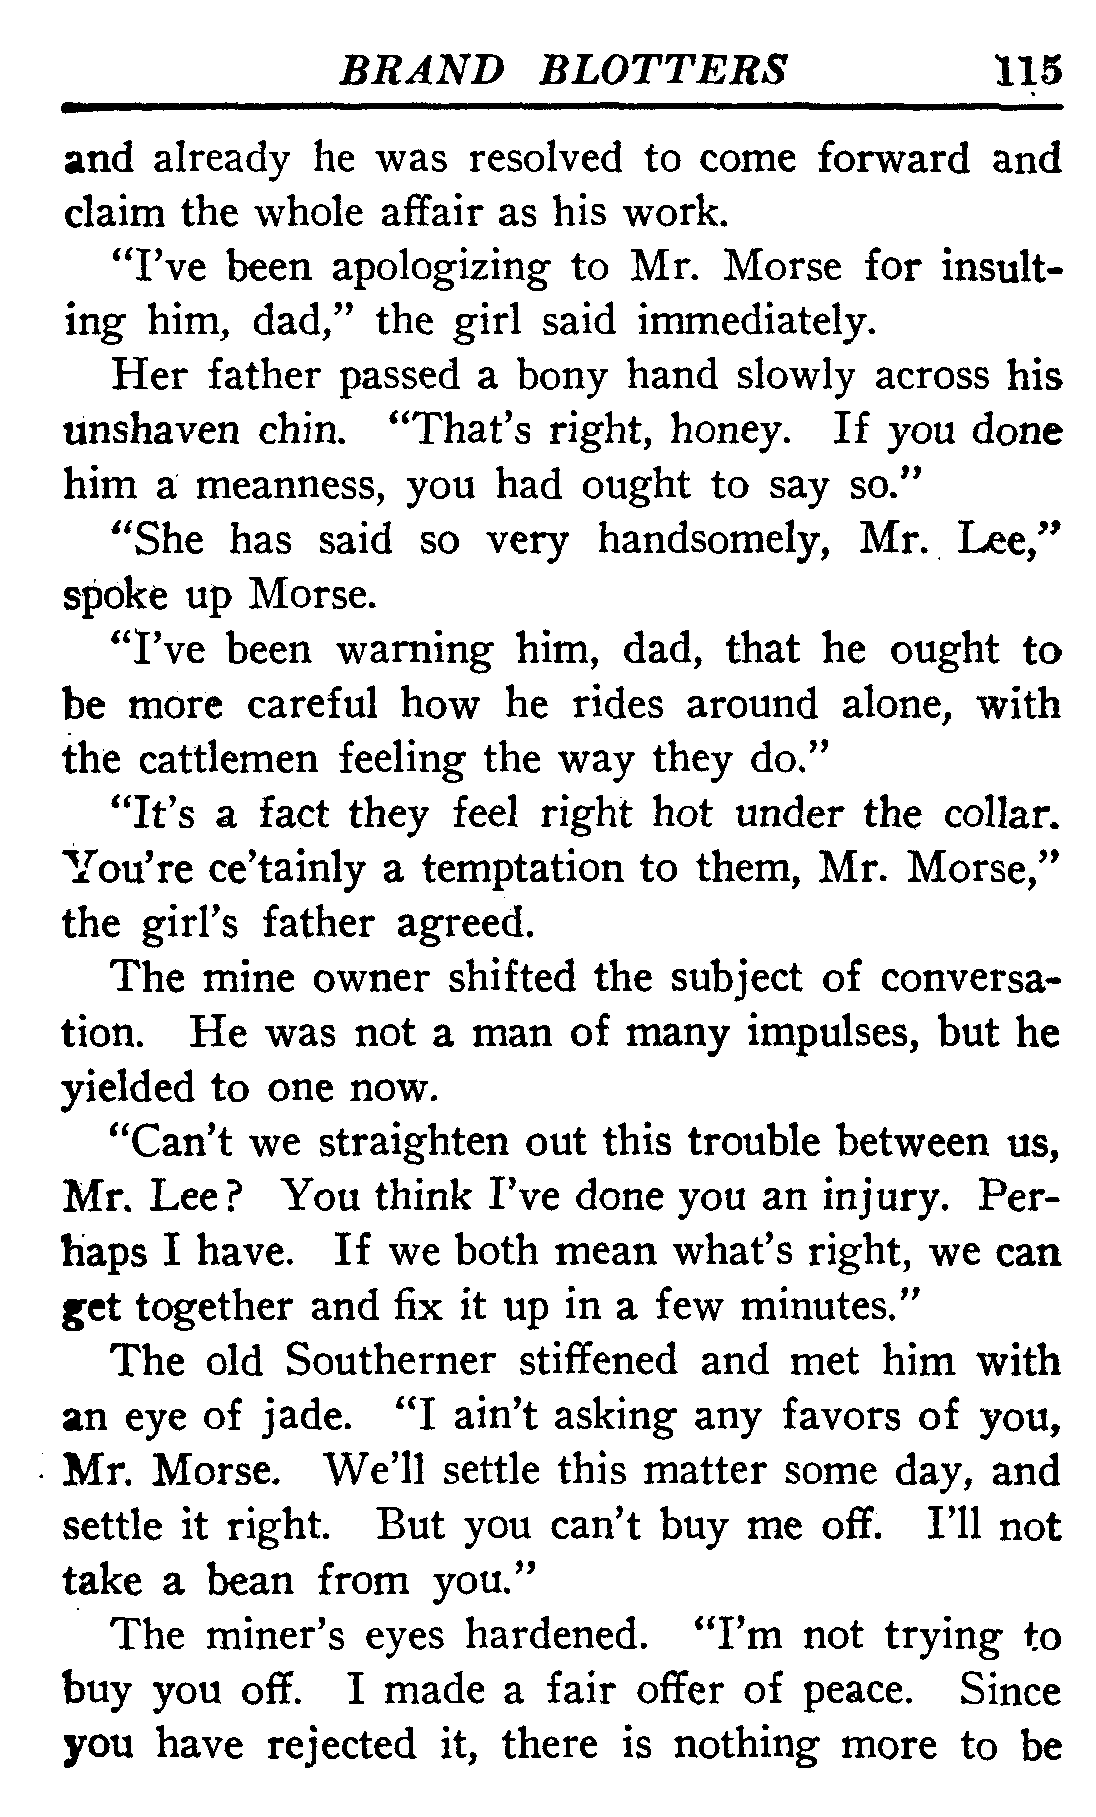 BRAND BLOTTERS 115
and already he was resolved to come forward and
claim the whole affair as his work.
“I’ve been apologizing to Mr. Morse for insult-
ing him, dad,” the girl said immediately.
Her father passed a bony hand slowly across his
unshaven chin. “That’s right, honey. If you done
him a meanness, you had ought to say so.”
“She has said so very handsomely, Mr. Lee,”
spoke up Morse.
“I’ve been warning him, dad, that he ought to
be more careful how he rides around alone, with
the cattlemen feeling the way they do.”
“It’s a fact they feel right hot under the collar.
You’re ce’tainly a temptation to them, Mr. Morse,”
the girl’s father agreed.
The mine owner shifted the subject of conversa-
tion. He was not a man of many impulses, but he
yielded to one now.
“Can’t we straighten out this trouble between us,
Mr. Lee? You think I’ve done you an injury. Per-
haps I have. If we both mean what’s right, we can
get together and fix it up in a few minutes.”
The old Southerner stiffened and met him with
an eye of jade. “I ain’t asking any favors of you,
Mr. Morse. We’ll settle this matter some day, and
settle it right. But you can’t buy me off. I’ll not
take a bean from you.”
The miner’s eyes hardened. “I’m not trying to
buy you off. I made a fair offer of peace. Since
you have rejected it, there is nothing more to be